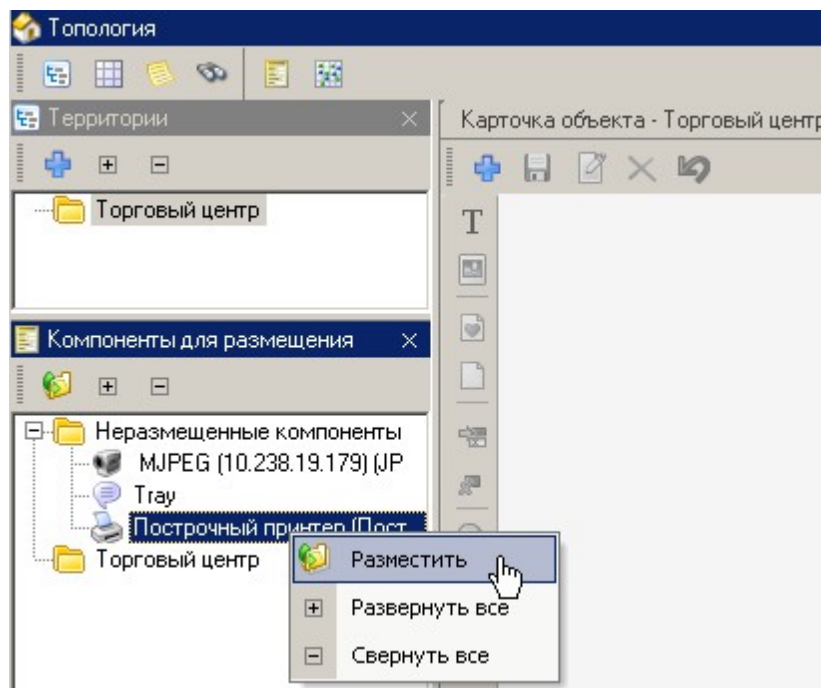 Топология
Территории
Карточка объекта - Торговый центр
Торговый центр
T
Компоненты для размещения
Неразмещенные компоненты
MJPEG (10.238.19.179) (JP
Tray
Построчный принтер (Пост
Торговый центр
Разместить
Развернуть все
Свернуть все